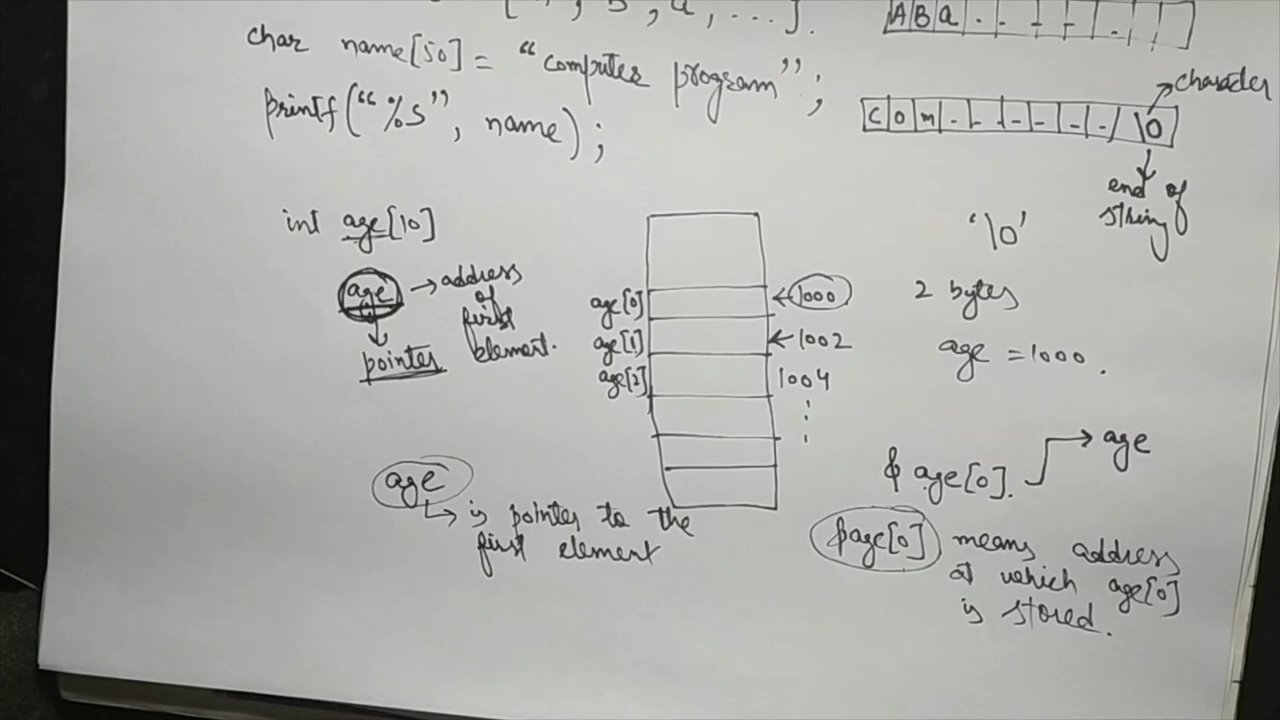 A B a . - - - .
char name[50] = "computer program";
character
printf("%s", name);
C O m . - - - - - - \0
end of string
int age[10]
'\0'
age → address of first element.
pointer
age[0] ← 1000
age[1] ← 1002
age[2] 1004
2 bytes
age = 1000.
& age[0]. → age
age
↳ is pointer to the
first element
&age[0] means address
at which age[0]
is stored.